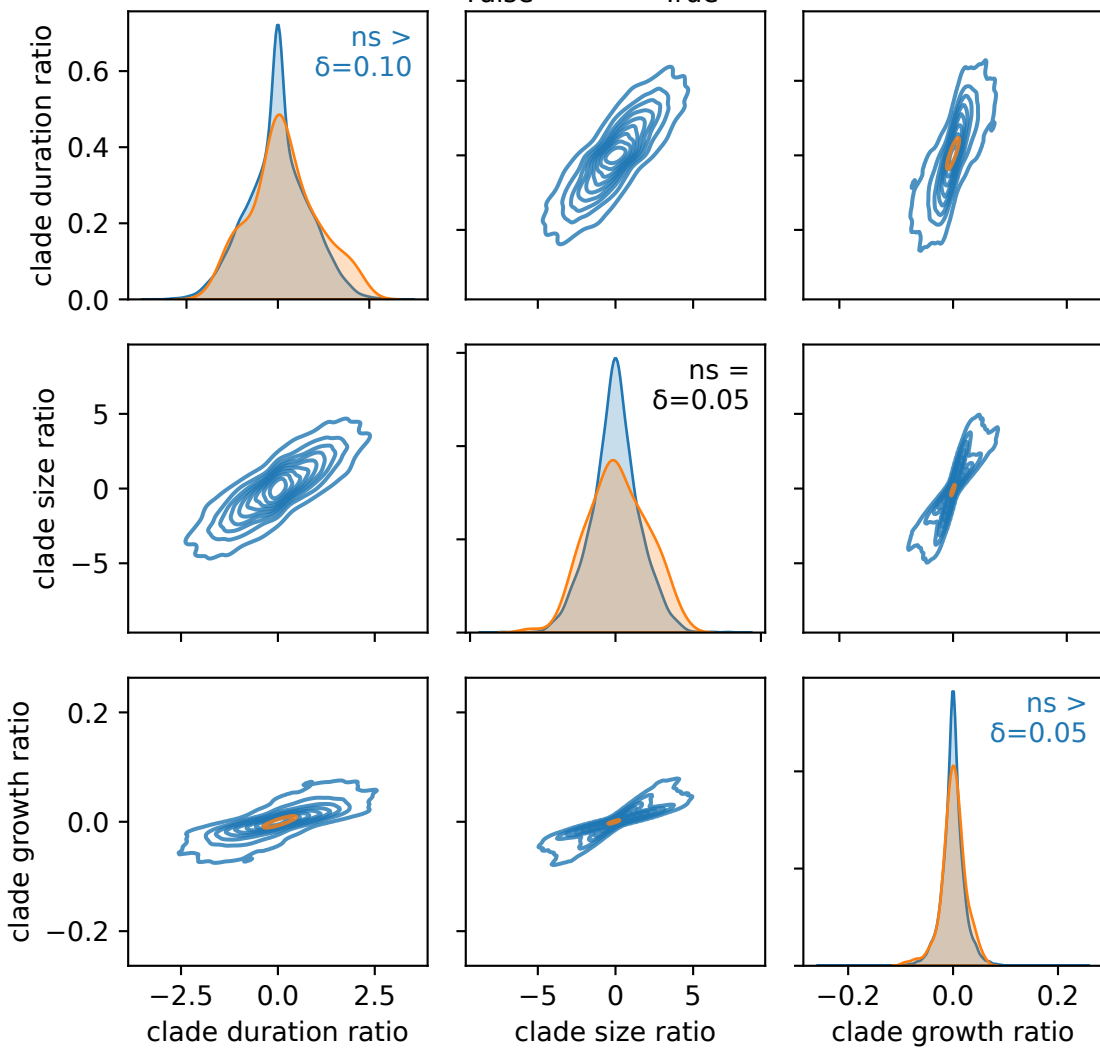 True
clade duration ratio
0.6
0.4
0.2
0.0
ns >
δ=0.10
clade size ratio
5
0
−5
ns =
δ=0.05
clade growth ratio
0.2
0.0
−0.2
ns >
δ=0.05
−2.5 0.0 2.5
−5 0 5
−0.2 0.0 0.2
clade duration ratio
clade size ratio
clade growth ratio